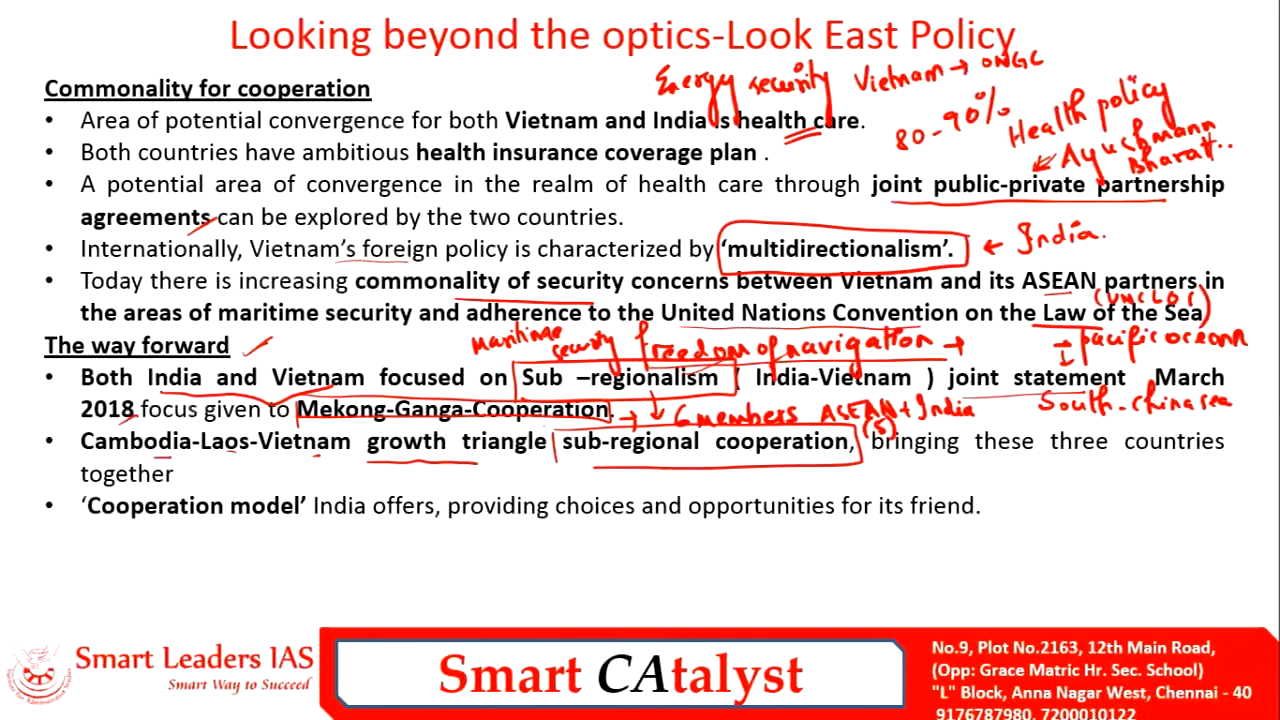 Looking beyond the optics-Look East Policy
Energy security Vietnam → ONGC
Commonality for cooperation
80-90% Health policy
• Area of potential convergence for both Vietnam and India is health care.
Ayushmann Bharat..
• Both countries have ambitious health insurance coverage plan .
• A potential area of convergence in the realm of health care through joint public-private partnership
agreements can be explored by the two countries.
• Internationally, Vietnam's foreign policy is characterized by 'multidirectionalism'. ← India.
• Today there is increasing commonality of security concerns between Vietnam and its ASEAN partners in
(UNCLOS)
the areas of maritime security and adherence to the United Nations Convention on the Law of the Sea
The way forward
Maritime security freedom of navigation → Pacific ocean
• Both India and Vietnam focused on Sub –regionalism ( India-Vietnam ) joint statement March
2018 focus given to Mekong-Ganga-Cooperation. → 6 members ASEAN + India South-china sea
(5)
• Cambodia-Laos-Vietnam growth triangle sub-regional cooperation, bringing these three countries
together
• 'Cooperation model' India offers, providing choices and opportunities for its friend.
Smart Leaders IAS
Smart Way to Succeed
Smart CAtalyst
No.9, Plot No.2163, 12th Main Road,
(Opp: Grace Matric Hr. Sec. School)
"L" Block, Anna Nagar West, Chennai - 40
9176787980, 7200010122